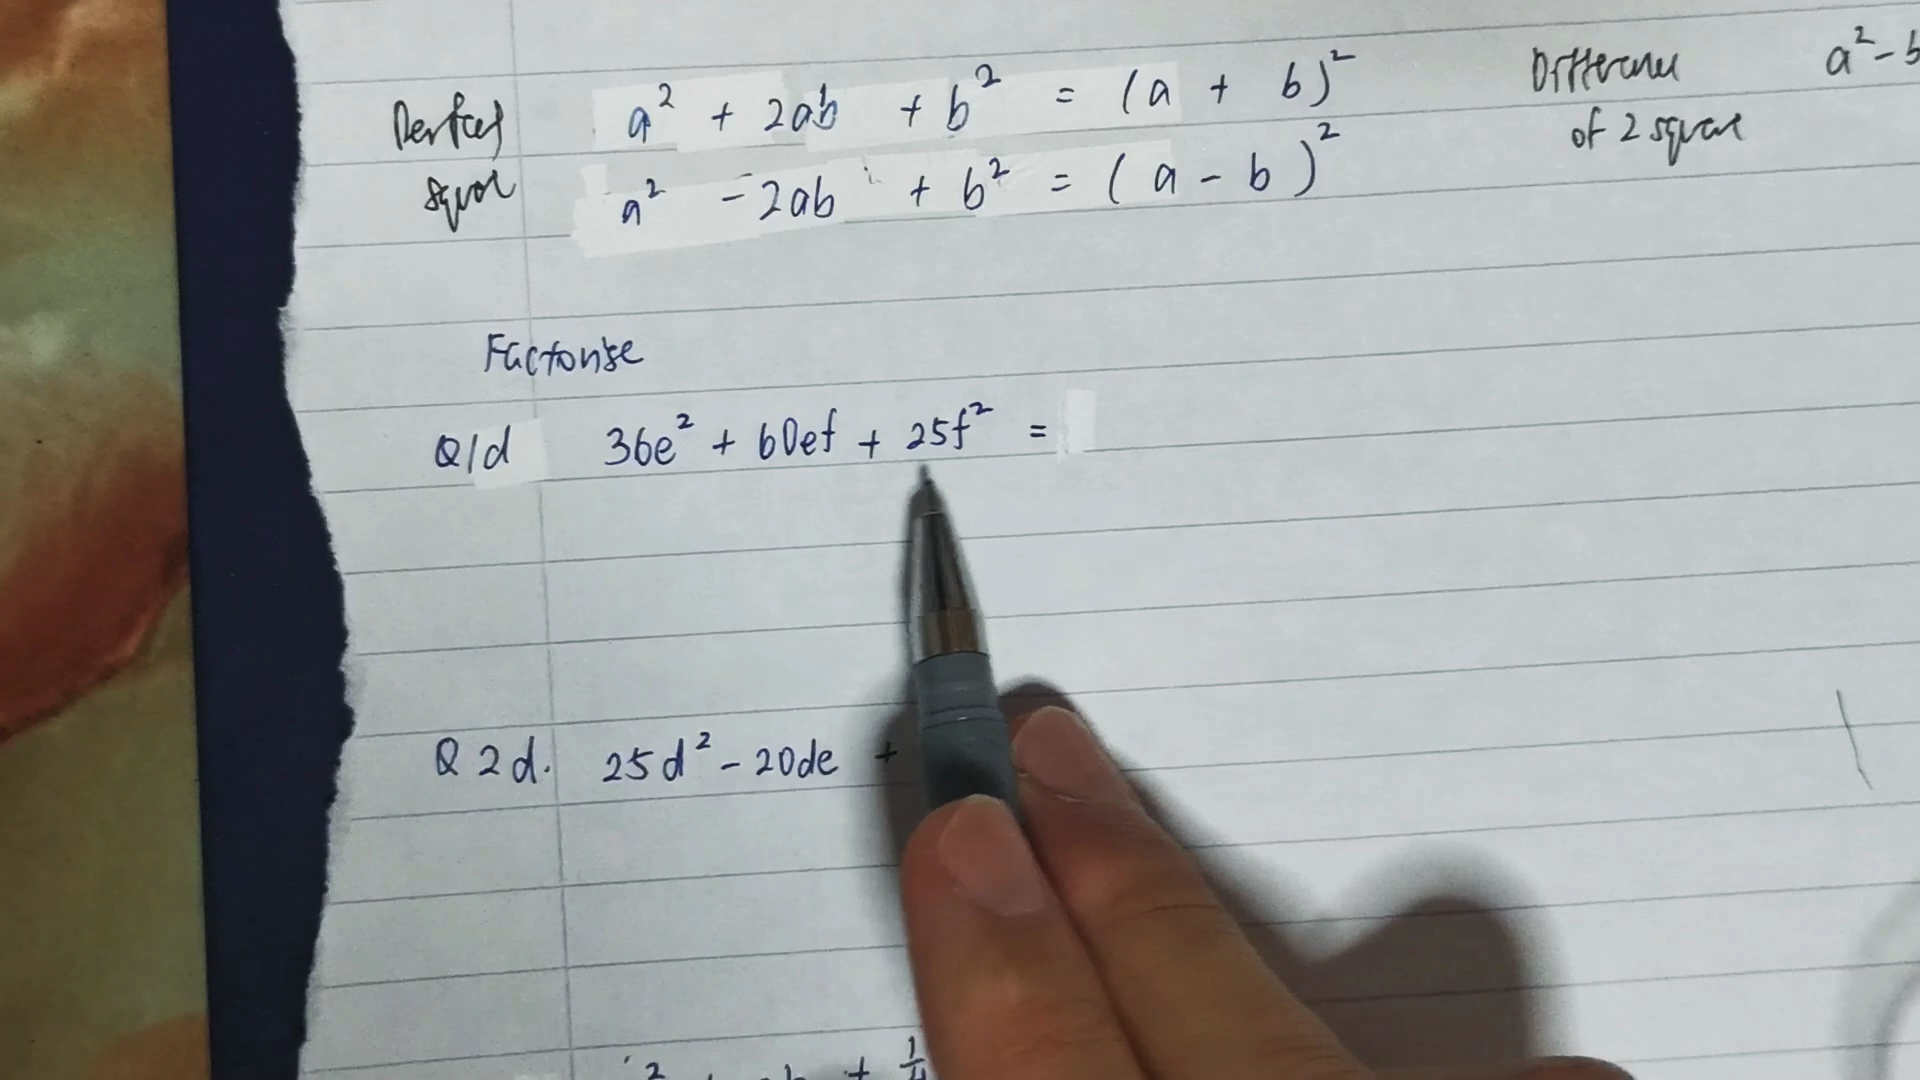 Perfect a² + 2ab + b² = (a + b)² Difference a² - b
Square a² - 2ab + b² = (a - b)² of 2 square
Factorise
Q1d 36e² + 60ef + 25f² =
Q2d. 25d² - 20de +